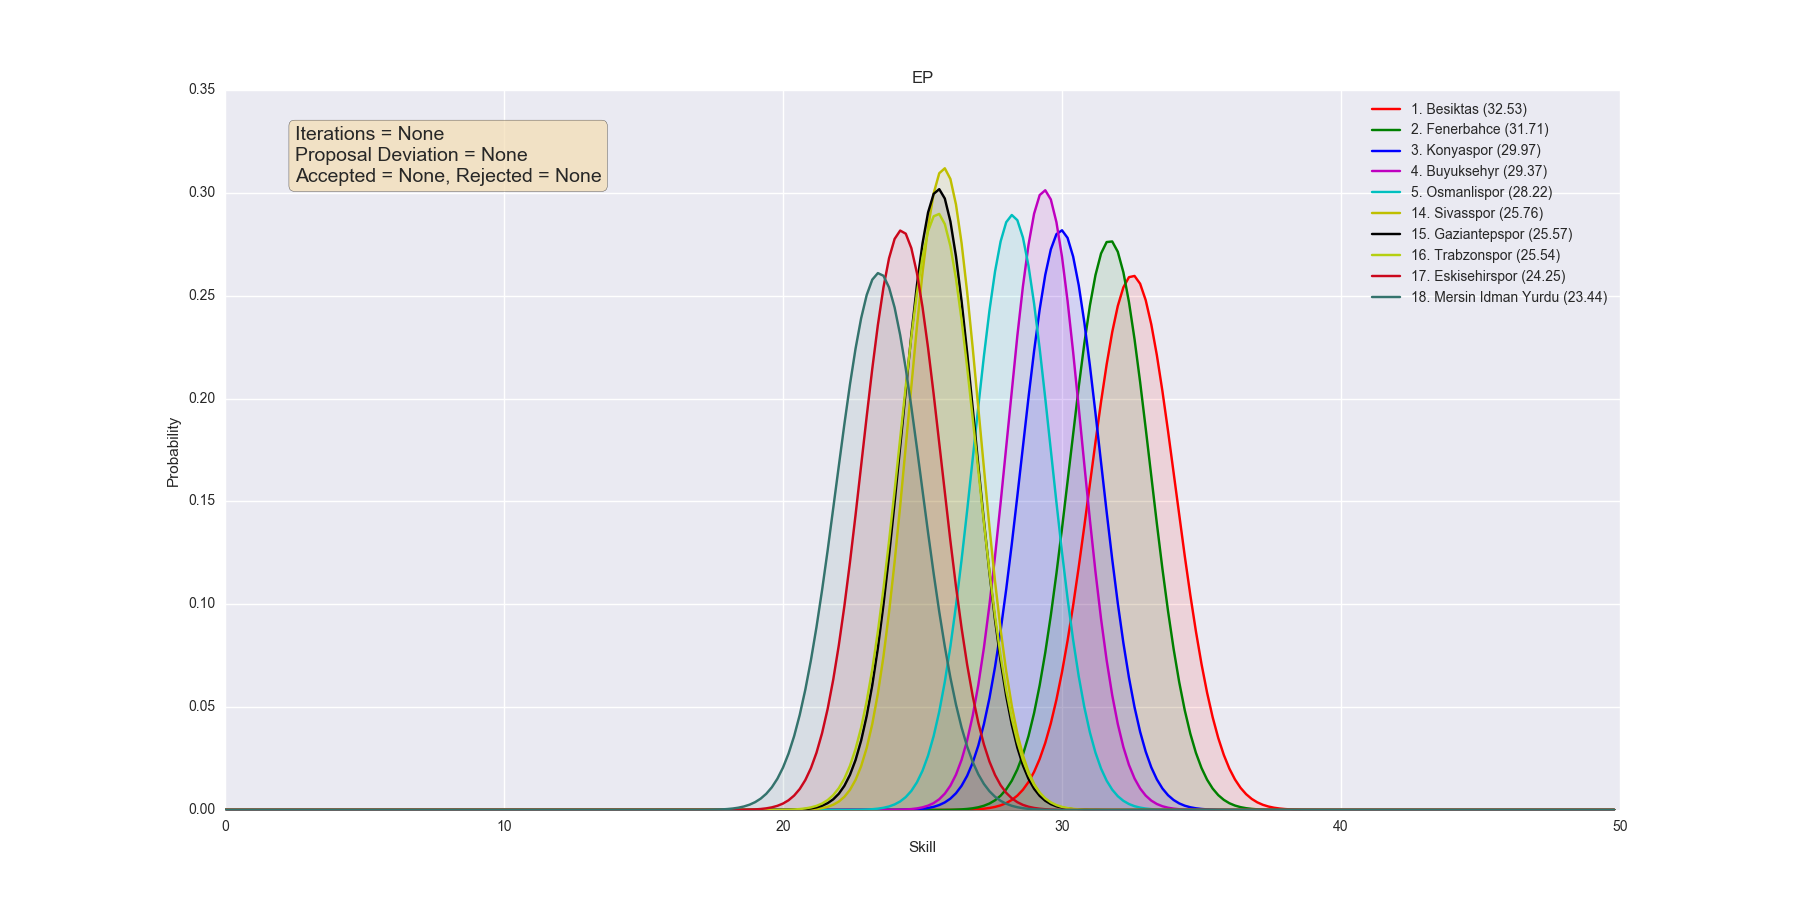 EP
0.35
0.30
0.25
0.20
0.15
0.10
0.05
0.00
Probability
Iterations = None
Proposal Deviation = None
Accepted = None, Rejected = None
1. Besiktas (32.53)
2. Fenerbahce (31.71)
3. Konyaspor (29.97)
4. Buyuksehyr (29.37)
5. Osmanlispor (28.22)
14. Sivasspor (25.76)
15. Gaziantepspor (25.57)
16. Trabzonspor (25.54)
17. Eskisehirspor (24.25)
18. Mersin Idman Yurdu (23.44)
0 10 20 30 40 50
Skill